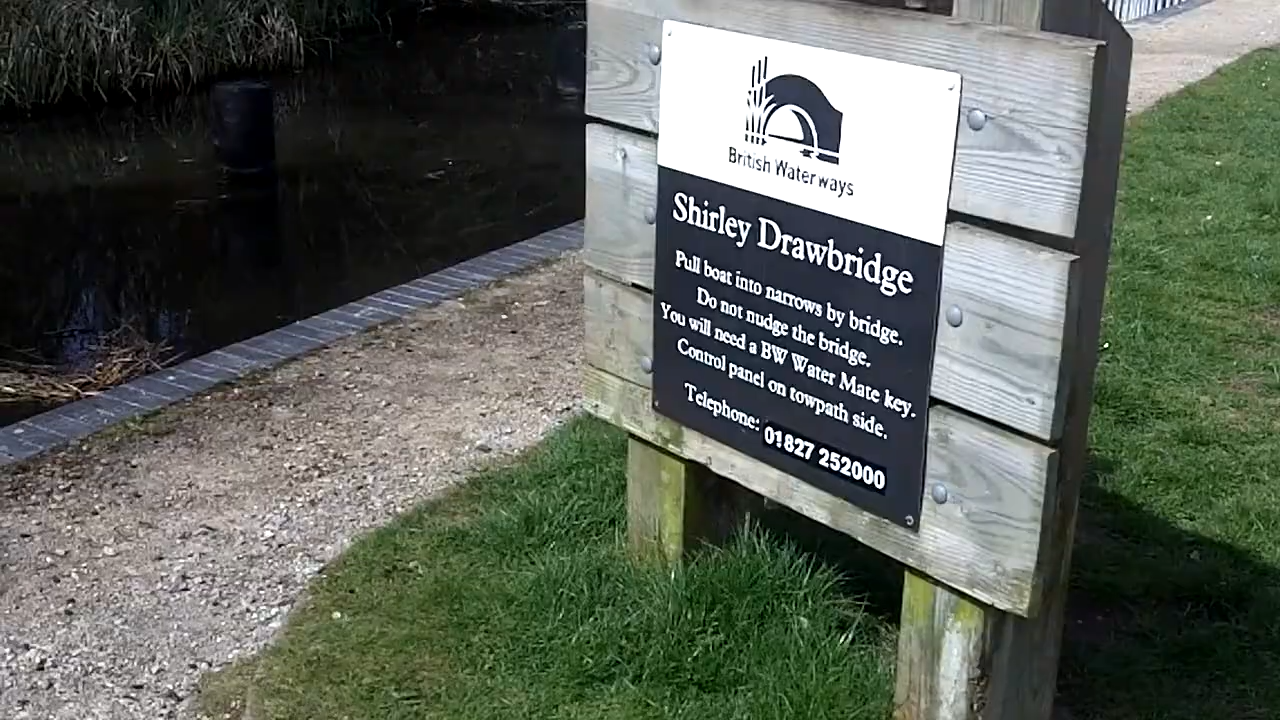 British Waterways
Shirley Drawbridge
Pull boat into narrows by bridge.
Do not nudge the bridge.
You will need a BW Water Mate key.
Control panel on towpath side.
Telephone: 01827 252000